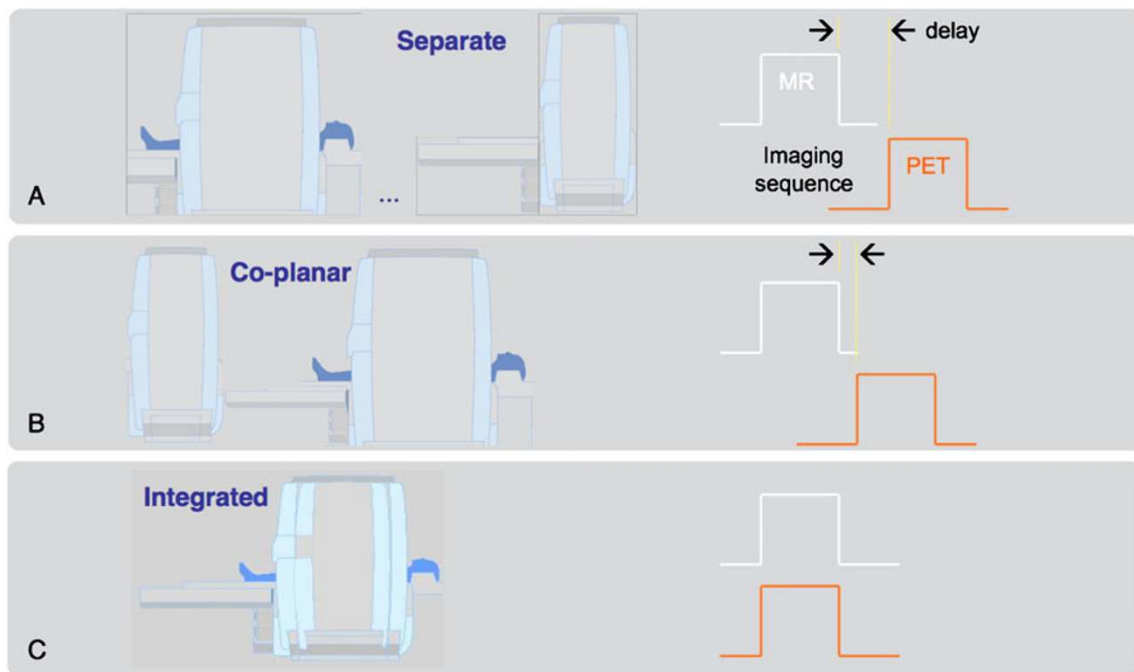 Separate
delay
MR
Imaging
sequence
PET
A
...
Co-planar
B
Integrated
C